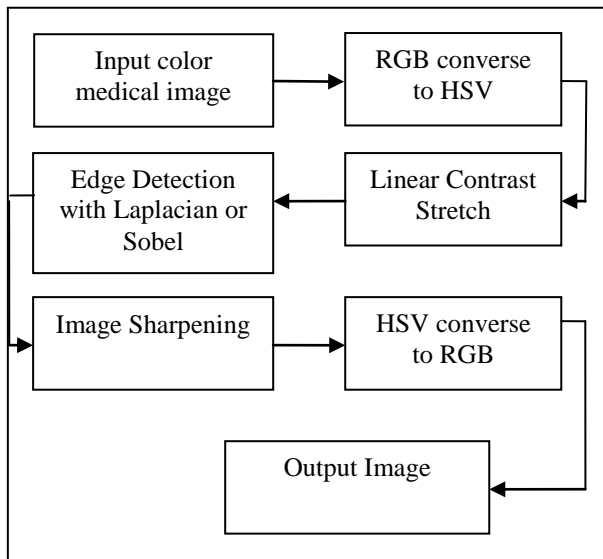 Input color
medical image
RGB converse
to HSV
Linear Contrast
Stretch
Edge Detection
with Laplacian or
Sobel
Image Sharpening
HSV converse
to RGB
Output Image